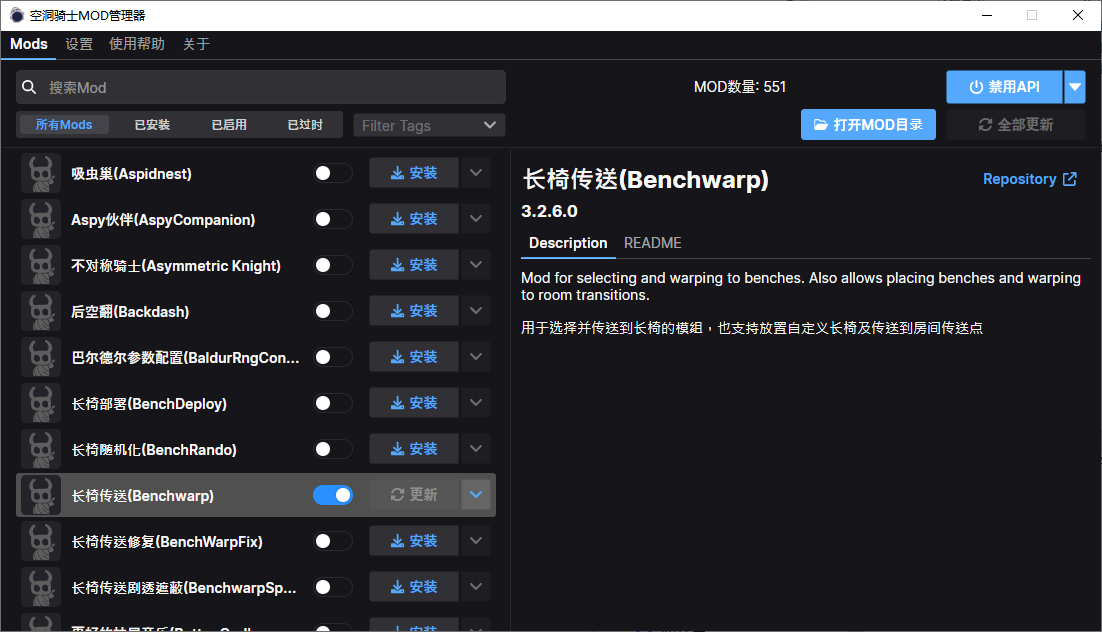 空洞骑士MOD管理器
Mods 设置 使用帮助 关于
搜索Mod
MOD数量: 551
禁用API
所有Mods 已安装 已启用 已过时
Filter Tags
打开MOD目录
全部更新
吸虫巢(Aspidnest) 安装
Aspy伙伴(AspyCompanion) 安装
不对称骑士(Asymmetric Knight) 安装
后空翻(Backdash) 安装
巴尔德尔参数配置(BaldurRngCon... 安装
长椅部署(BenchDeploy) 安装
长椅随机化(BenchRando) 安装
长椅传送(Benchwarp) 更新
长椅传送修复(BenchWarpFix) 安装
长椅传送剧透遮蔽(BenchwarpSp... 安装
长椅传送(Benchwarp)
Repository
3.2.6.0
Description README
Mod for selecting and warping to benches. Also allows placing benches and warping
to room transitions.
用于选择并传送到长椅的模組，也支持放置自定义长椅及传送到房间传送点